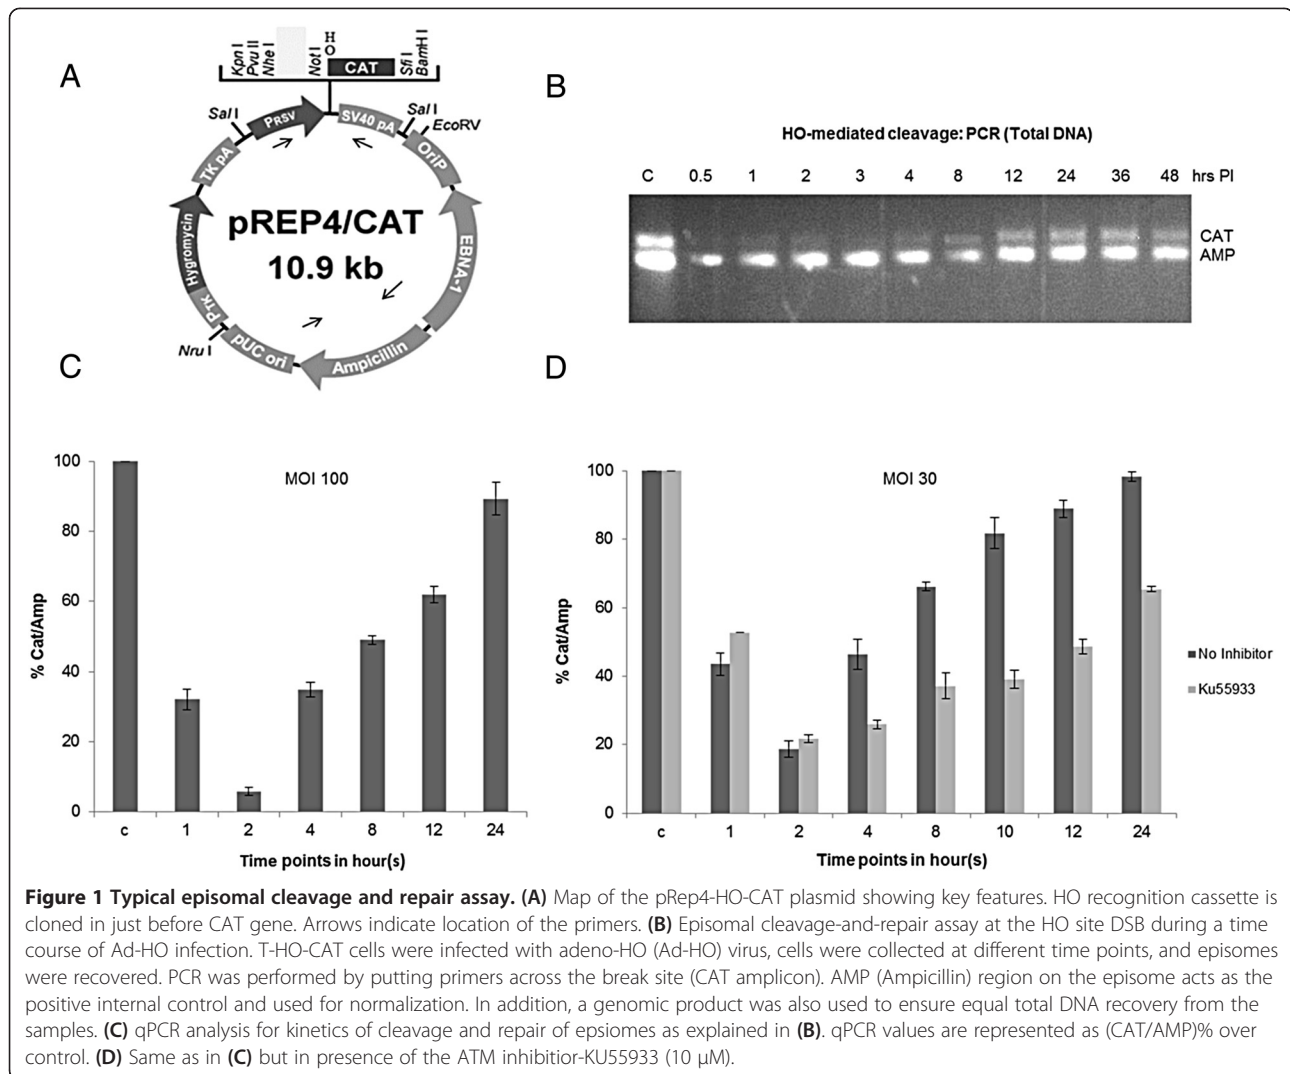 A
Kpn I
Pvu II
Nhe I
Not I
H
O
CAT
Sfi I
BamH I
Sal I
PRSV
SV40 pA
Sal I
EcoRV
OriP
TK pA
EBNA-1
Hygromycin
PTK
Nru I
pUC ori
Ampicillin
pREP4/CAT
10.9 kb
B
HO-mediated cleavage: PCR (Total DNA)
C 0.5 1 2 3 4 8 12 24 36 48 hrs PI
CAT
AMP
C
MOI 100
% Cat/Amp
100
80
60
40
20
0
c 1 2 4 8 12 24
Time points in hour(s)
D
MOI 30
% Cat/Amp
100
80
60
40
20
0
c 1 2 4 8 10 12 24
Time points in hour(s)
No Inhibitor
Ku55933
Figure 1 Typical episomal cleavage and repair assay. (A) Map of the pRep4-HO-CAT plasmid showing key features. HO recognition cassette is
cloned in just before CAT gene. Arrows indicate location of the primers. (B) Episomal cleavage-and-repair assay at the HO site DSB during a time
course of Ad-HO infection. T-HO-CAT cells were infected with adeno-HO (Ad-HO) virus, cells were collected at different time points, and episomes
were recovered. PCR was performed by putting primers across the break site (CAT amplicon). AMP (Ampicillin) region on the episome acts as the
positive internal control and used for normalization. In addition, a genomic product was also used to ensure equal total DNA recovery from the
samples. (C) qPCR analysis for kinetics of cleavage and repair of epsiomes as explained in (B). qPCR values are represented as (CAT/AMP)% over
control. (D) Same as in (C) but in presence of the ATM inhibitior-KU55933 (10 μM).